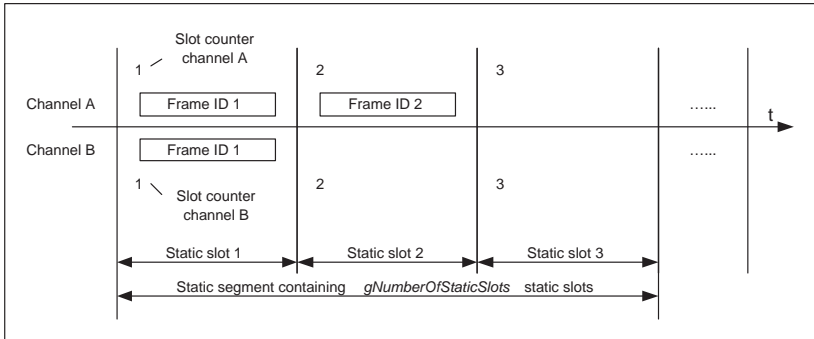 Slot counter
channel A
1
2
3
Channel A
Frame ID 1
Frame ID 2
…...
t
Channel B
Frame ID 1
…...
1
Slot counter
channel B
2
3
Static slot 1
Static slot 2
Static slot 3
Static segment containing gNumberOfStaticSlots static slots